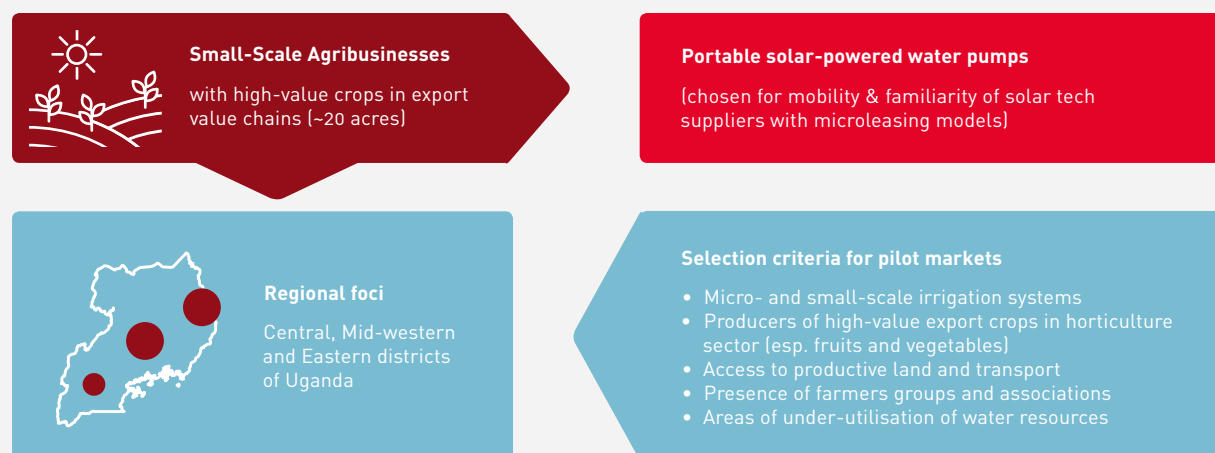 Small-Scale Agribusinesses
with high-value crops in export
value chains (~20 acres)
Portable solar-powered water pumps
(chosen for mobility & familiarity of solar tech
suppliers with microleasing models)
Regional foci
Central, Mid-western
and Eastern districts
of Uganda
Selection criteria for pilot markets
• Micro- and small-scale irrigation systems
• Producers of high-value export crops in horticulture
sector (esp. fruits and vegetables)
• Access to productive land and transport
• Presence of farmers groups and associations
• Areas of under-utilisation of water resources